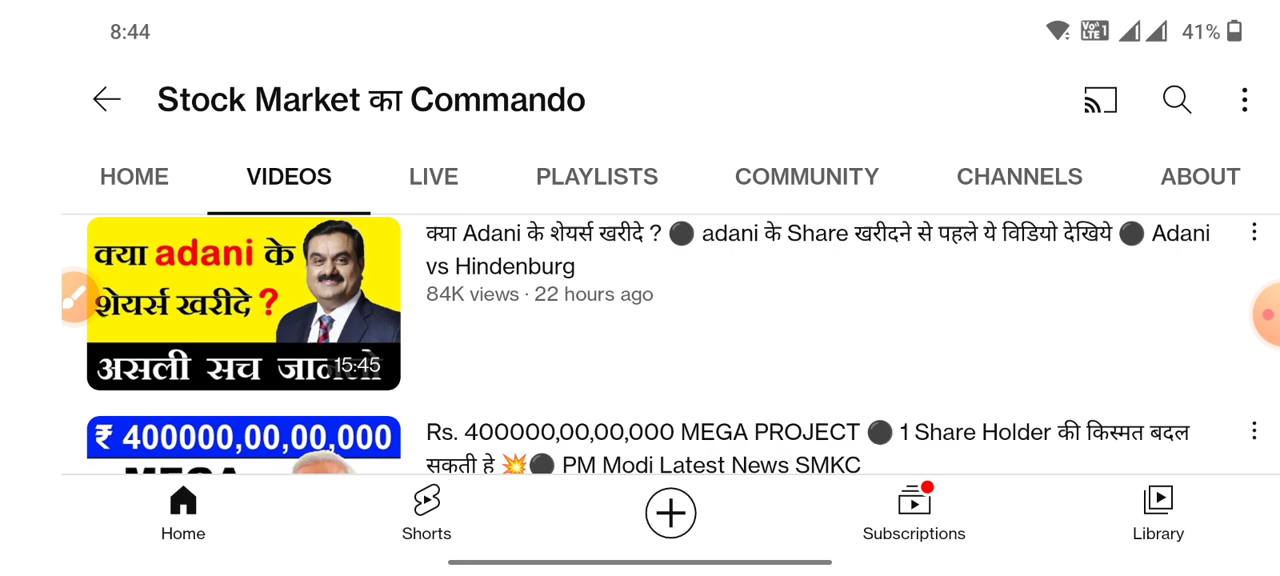 8:44
VoLTE1
41%
Stock Market का Commando
HOME VIDEOS LIVE PLAYLISTS COMMUNITY CHANNELS ABOUT
क्या adani के
शेयर्स खरीदे ?
असली सच
15:45
क्या Adani के शेयर्स खरीदे ? ⚫ adani के Share खरीदने से पहले ये विडियो देखिये ⚫ Adani
vs Hindenburg
84K views · 22 hours ago
₹ 400000,00,00,000
MEGA
Rs. 400000,00,00,000 MEGA PROJECT ⚫ 1 Share Holder की किस्मत बदल
सकती हे 💥⚫ PM Modi Latest News SMKC
Home Shorts Subscriptions Library